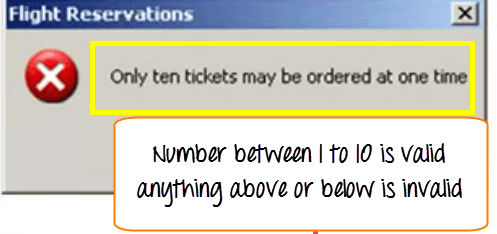 Flight Reservations
Only ten tickets may be ordered at one time
Number between 1 to 10 is valid
anything above or below is invalid